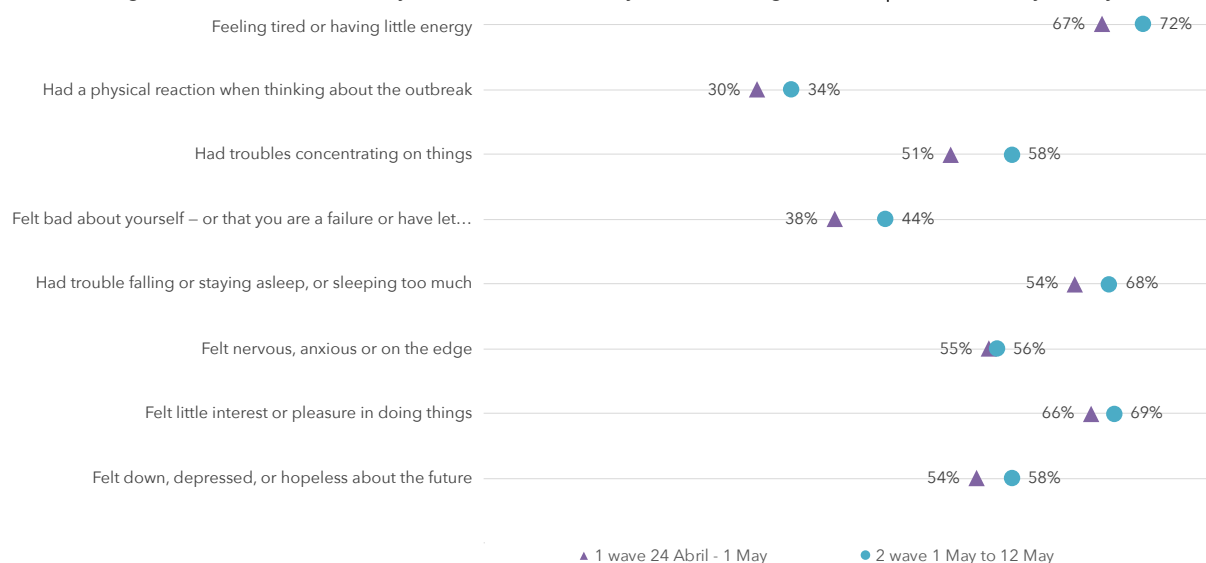 Feeling tired or having little energy 67% 72%
Had a physical reaction when thinking about the outbreak 30% 34%
Had troubles concentrating on things 51% 58%
Felt bad about yourself – or that you are a failure or have let… 38% 44%
Had trouble falling or staying asleep, or sleeping too much 54% 68%
Felt nervous, anxious or on the edge 55% 56%
Felt little interest or pleasure in doing things 66% 69%
Felt down, depressed, or hopeless about the future 54% 58%
1 wave 24 Abril - 1 May 2 wave 1 May to 12 May